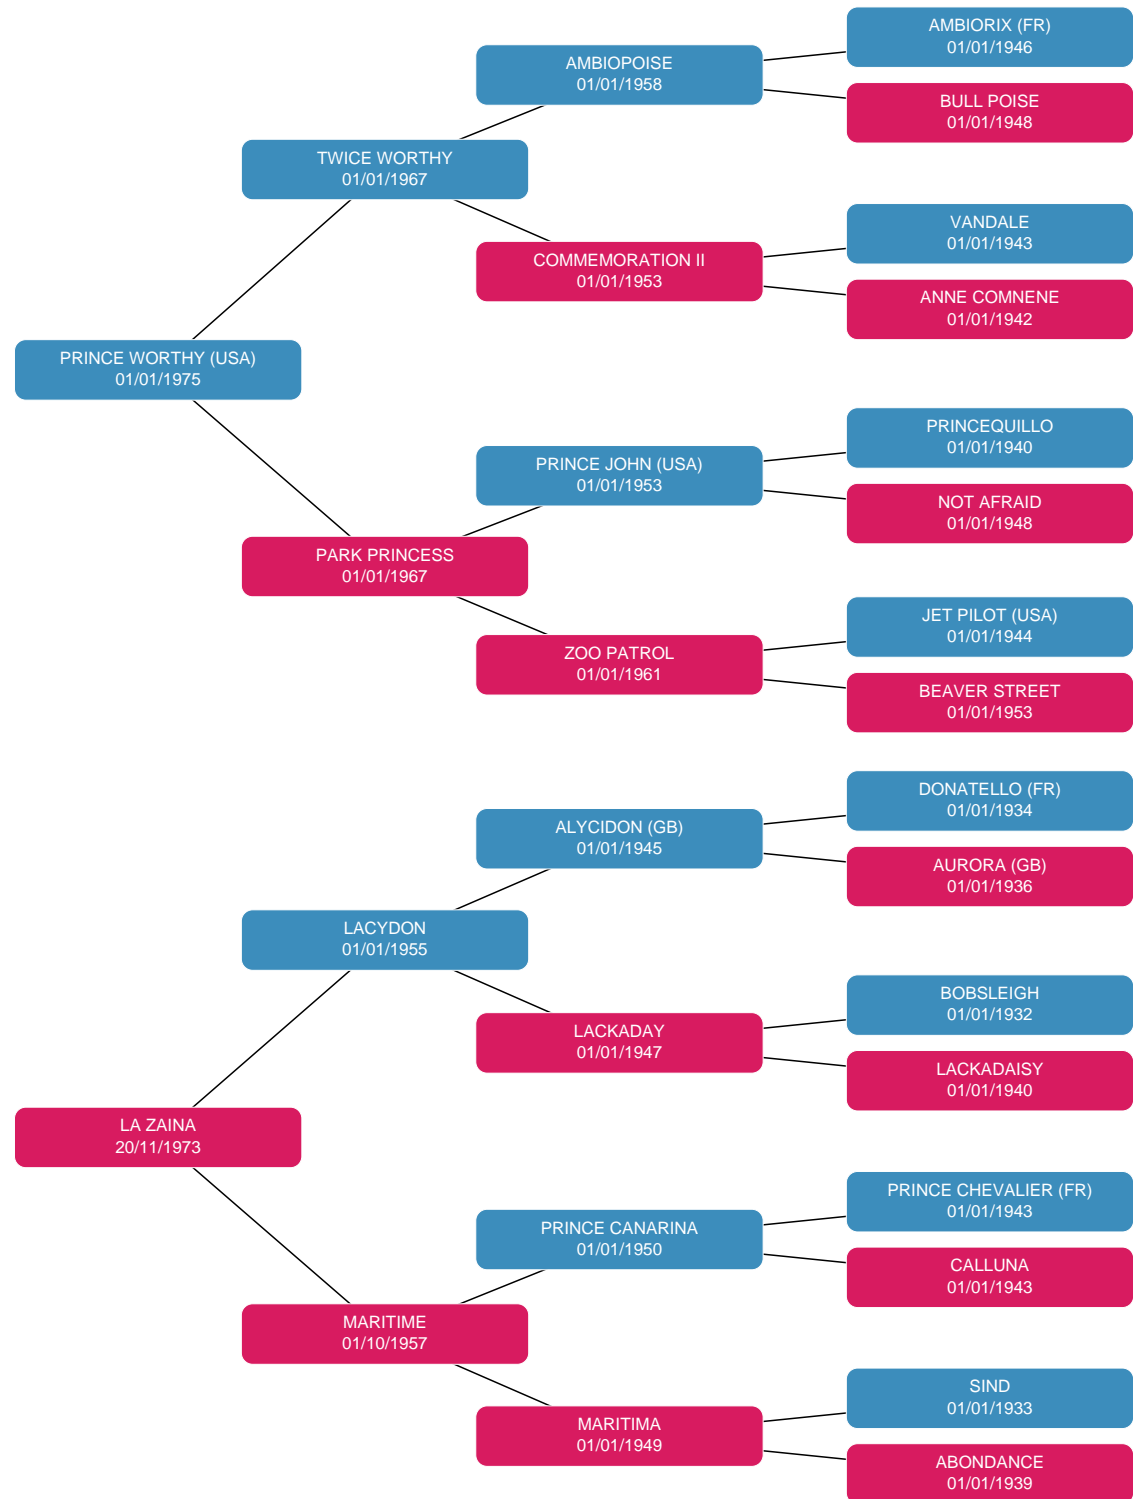 AMBIORIX (FR)
01/01/1946
AMBIOPOISE
01/01/1958
BULL POISE
01/01/1948
TWICE WORTHY
01/01/1967
VANDALE
01/01/1943
COMMEMORATION II
01/01/1953
ANNE COMNENE
01/01/1942
PRINCE WORTHY (USA)
01/01/1975
PRINCEQUILLO
01/01/1940
PRINCE JOHN (USA)
01/01/1953
NOT AFRAID
01/01/1948
PARK PRINCESS
01/01/1967
JET PILOT (USA)
01/01/1944
ZOO PATROL
01/01/1961
BEAVER STREET
01/01/1953
DONATELLO (FR)
01/01/1934
ALYCIDON (GB)
01/01/1945
AURORA (GB)
01/01/1936
LACYDON
01/01/1955
BOBSLEIGH
01/01/1932
LACKADAY
01/01/1947
LACKADAISY
01/01/1940
LA ZAINA
20/11/1973
PRINCE CHEVALIER (FR)
01/01/1943
PRINCE CANARINA
01/01/1950
CALLUNA
01/01/1943
MARITIME
01/10/1957
SIND
01/01/1933
MARITIMA
01/01/1949
ABONDANCE
01/01/1939